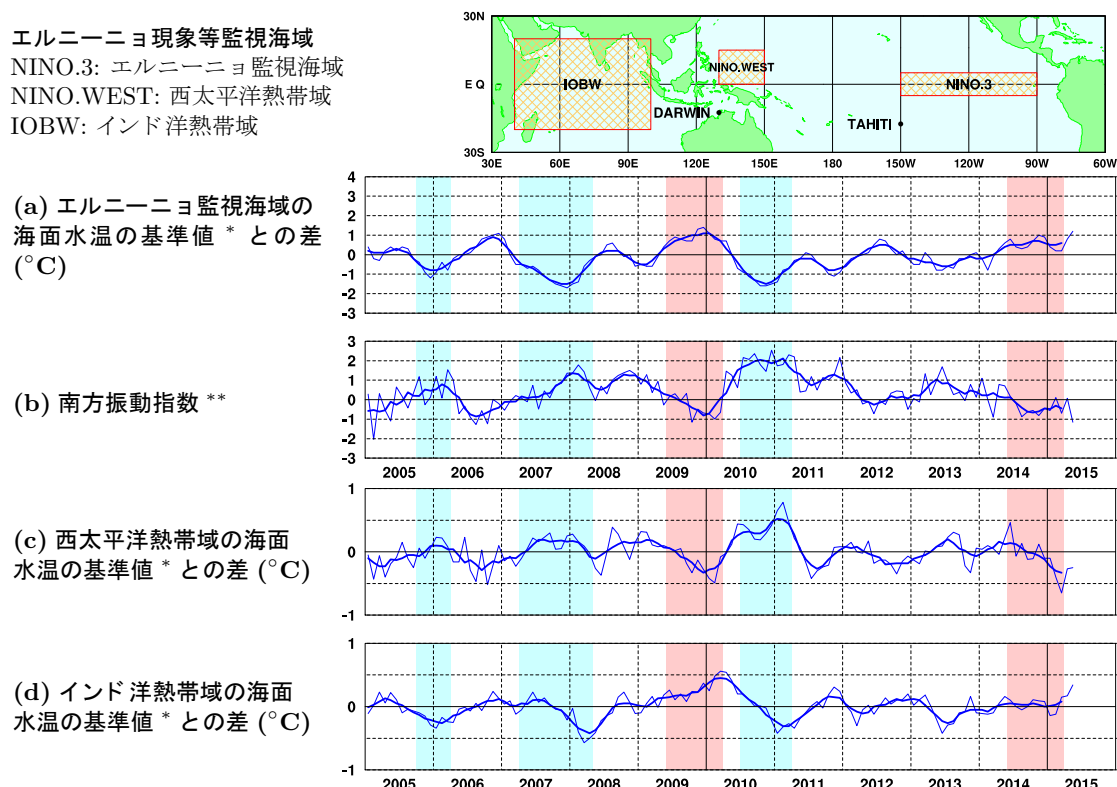 エルニーニョ現象等監視海域
NINO.3: エルニーニョ監視海域
NINO.WEST: 西太平洋熱帯域
IOBW: インド洋熱帯域
30N
EQ
30S
IOBW
NINO.WEST
NINO.3
DARWIN
TAHITI
30E 60E 90E 120E 150E 180 150W 120W 90W 60W
(a) エルニーニョ監視海域の
海面水温の基準値 * との差
(°C)
4
3
2
1
0
-1
-2
-3
(b) 南方振動指数 **
3
2
1
0
-1
-2
-3
2005 2006 2007 2008 2009 2010 2011 2012 2013 2014 2015
(c) 西太平洋熱帯域の海面
水温の基準値 * との差 (°C)
1
0
-1
(d) インド洋熱帯域の海面
水温の基準値 * との差 (°C)
1
0
-1
2005 2006 2007 2008 2009 2010 2011 2012 2013 2014 2015